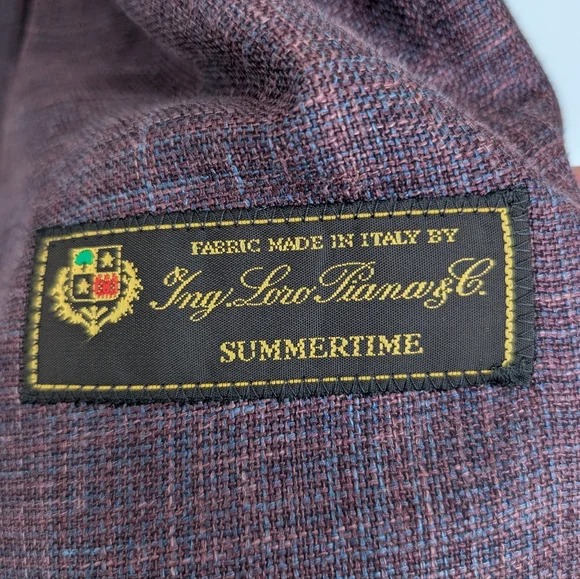 FABRIC MADE IN ITALY BY
Ing. Loro Piana & C.
SUMMERTIME